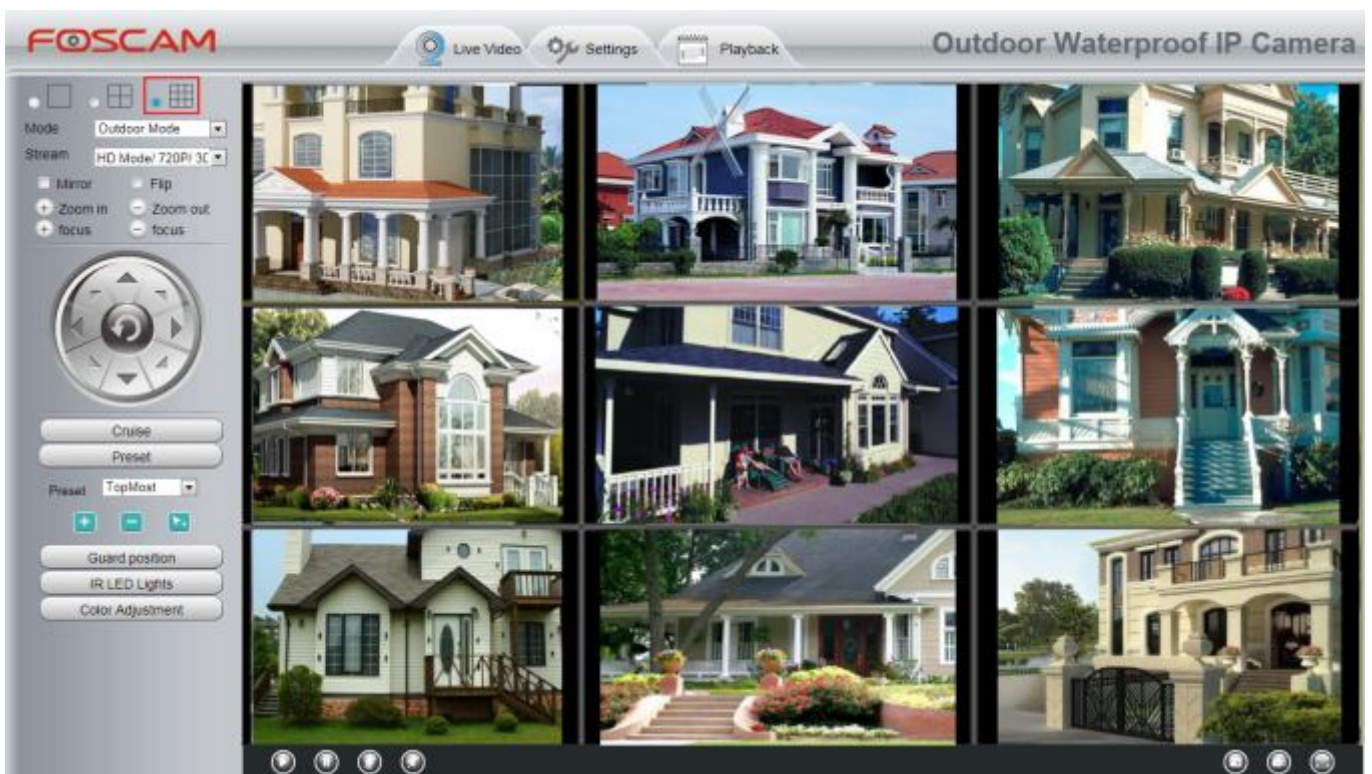 FOSCAM
Live Video
Settings
Playback
Outdoor Waterproof IP Camera
Mode
Outdoor Mode
Stream
HD Mode/ 720P/ 30
Mirror
Flip
Zoom in
Zoom out
focus
focus
Cruise
Preset
Preset
TopMost
Guard position
IR LED Lights
Color Adjustment